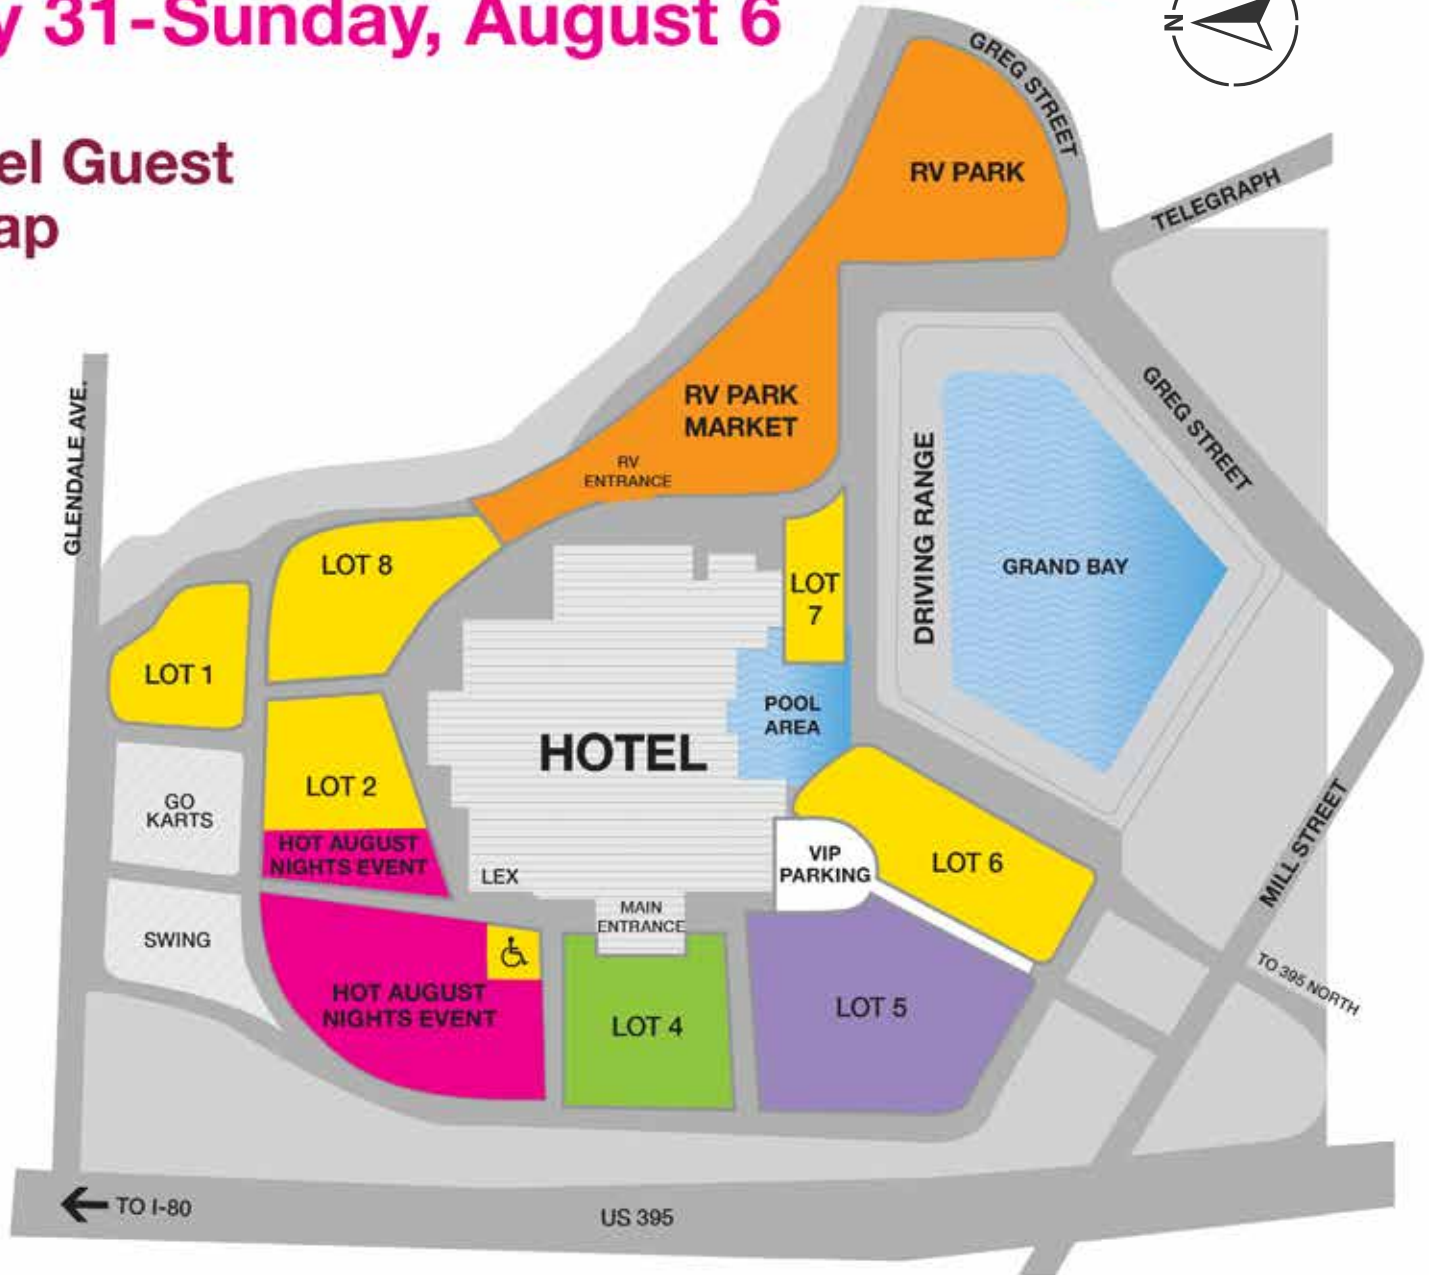 y 31-Sunday, August 6
N
el Guest
ap
GREG STREET
RV PARK
TELEGRAPH
GLENDALE AVE.
RV PARK
MARKET
RV
ENTRANCE
GREG STREET
DRIVING RANGE
GRAND BAY
LOT 8
LOT
7
LOT 1
POOL
AREA
HOTEL
LOT 2
GO
KARTS
HOT AUGUST
NIGHTS EVENT
LEX
VIP
PARKING
LOT 6
MILL STREET
MAIN
ENTRANCE
SWING
TO 395 NORTH
HOT AUGUST
NIGHTS EVENT
LOT 4
LOT 5
TO I-80
US 395